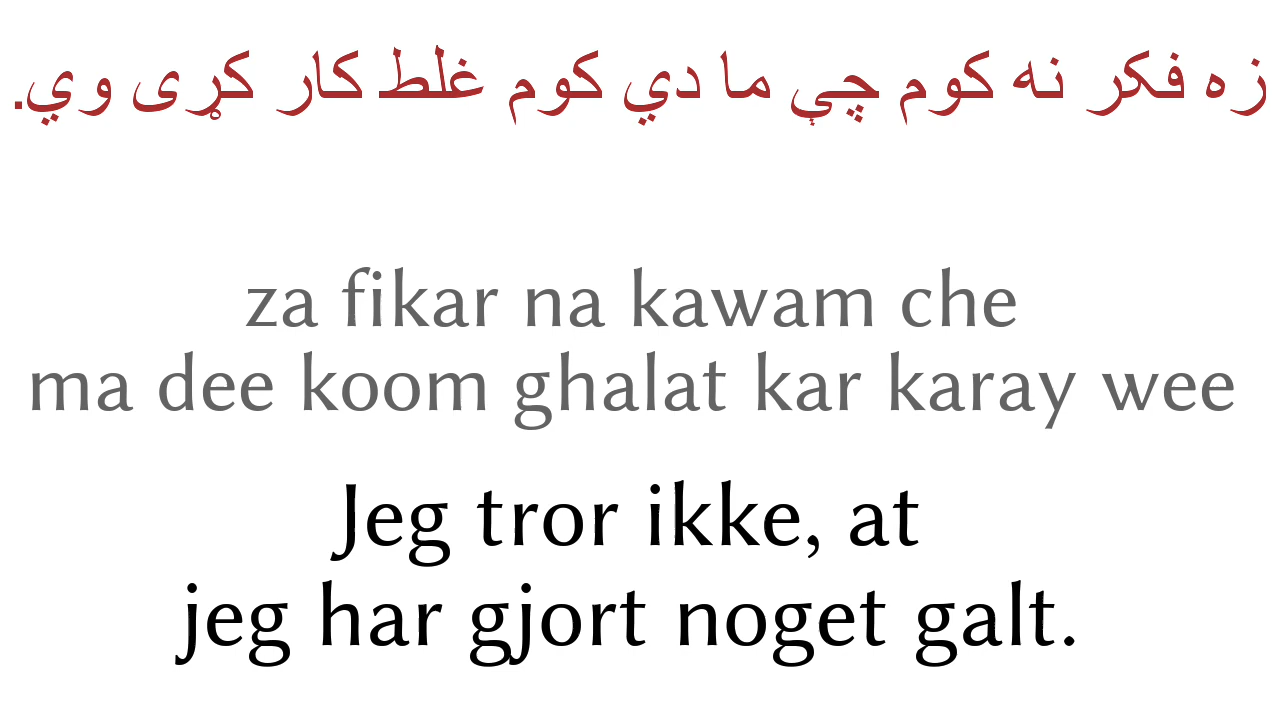 زه فکر نه کوم چې ما دي کوم غلط کار کړی وي.
za fikar na kawam che
ma dee koom ghalat kar karay wee
Jeg tror ikke, at
jeg har gjort noget galt.